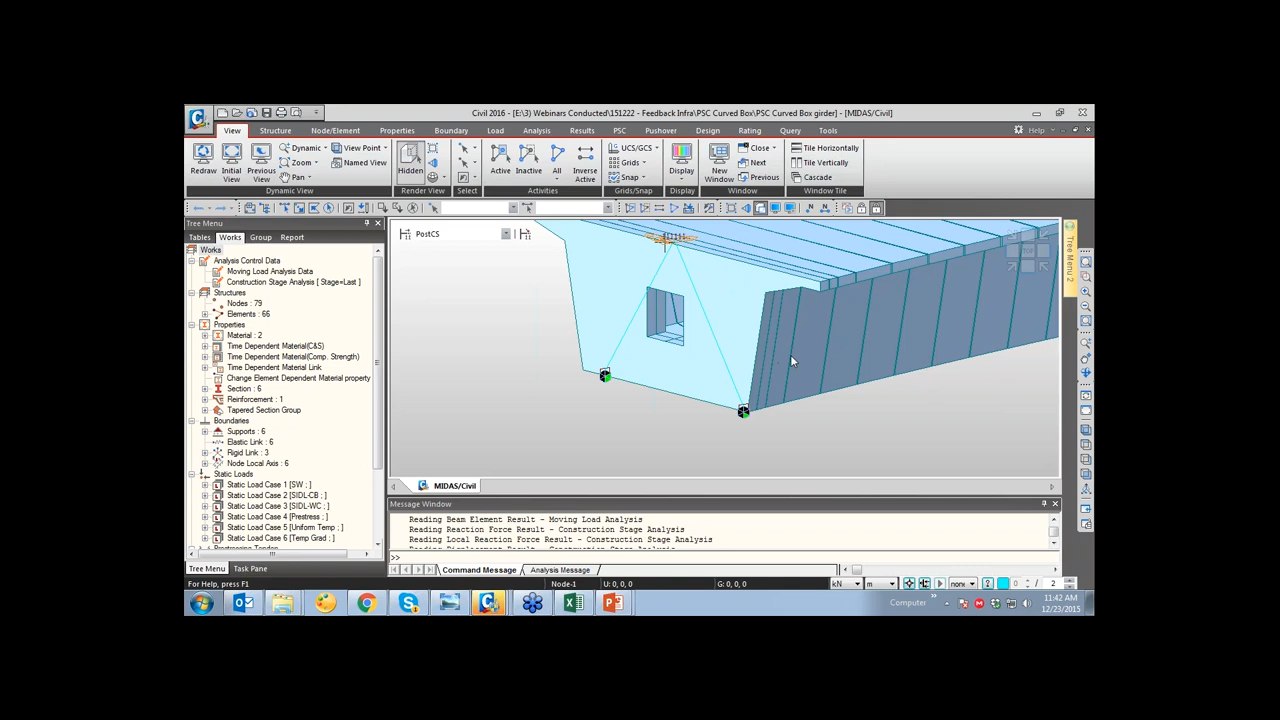 Civil 2016 - [E:\3) Webinars Conducted\151222 - Feedback Infra\PSC Curved Box\PSC Curved Box girder] - [MIDAS/Civil]
View Structure Node/Element Properties Boundary Load Analysis Results PSC Pushover Design Rating Query Tools Help
Redraw Initial View Previous View Dynamic Zoom Pan View Point Named View Hidden Active Inactive All Inverse Active UCS/GCS Grids Snap Display New Window Close Next Previous Tile Horizontally Tile Vertically Cascade
Dynamic View Render View Select Activities Grids/Snap Display Window Window Tile
Tree Menu
Tables Works Group Report
Works
Analysis Control Data
Moving Load Analysis Data
Construction Stage Analysis [ Stage=Last ]
Structures
Nodes : 79
Elements : 66
Properties
Material : 2
Time Dependent Material(C&S)
Time Dependent Material(Comp. Strength)
Time Dependent Material Link
Change Element Dependent Material property
Section : 6
Reinforcement : 1
Tapered Section Group
Boundaries
Supports : 6
Elastic Link : 6
Rigid Link : 3
Node Local Axis : 6
Static Loads
Static Load Case 1 [SW ; ]
Static Load Case 2 [SIDL-CB ; ]
Static Load Case 3 [SIDL-WC ; ]
Static Load Case 4 [Prestress ; ]
Static Load Case 5 [Uniform Temp ; ]
Static Load Case 6 [Temp Grad ; ]
Tree Menu Task Pane
PostCS
Tree Menu 2
MIDAS/Civil
Message Window
Reading Beam Element Result - Moving Load Analysis
Reading Reaction Force Result - Construction Stage Analysis
Reading Local Reaction Force Result - Construction Stage Analysis
>>
Command Message Analysis Message
For Help, press F1 Node-1 U: 0, 0, 0 G: 0, 0, 0 kN m none 0 / 2
Computer 11:42 AM
12/23/2015